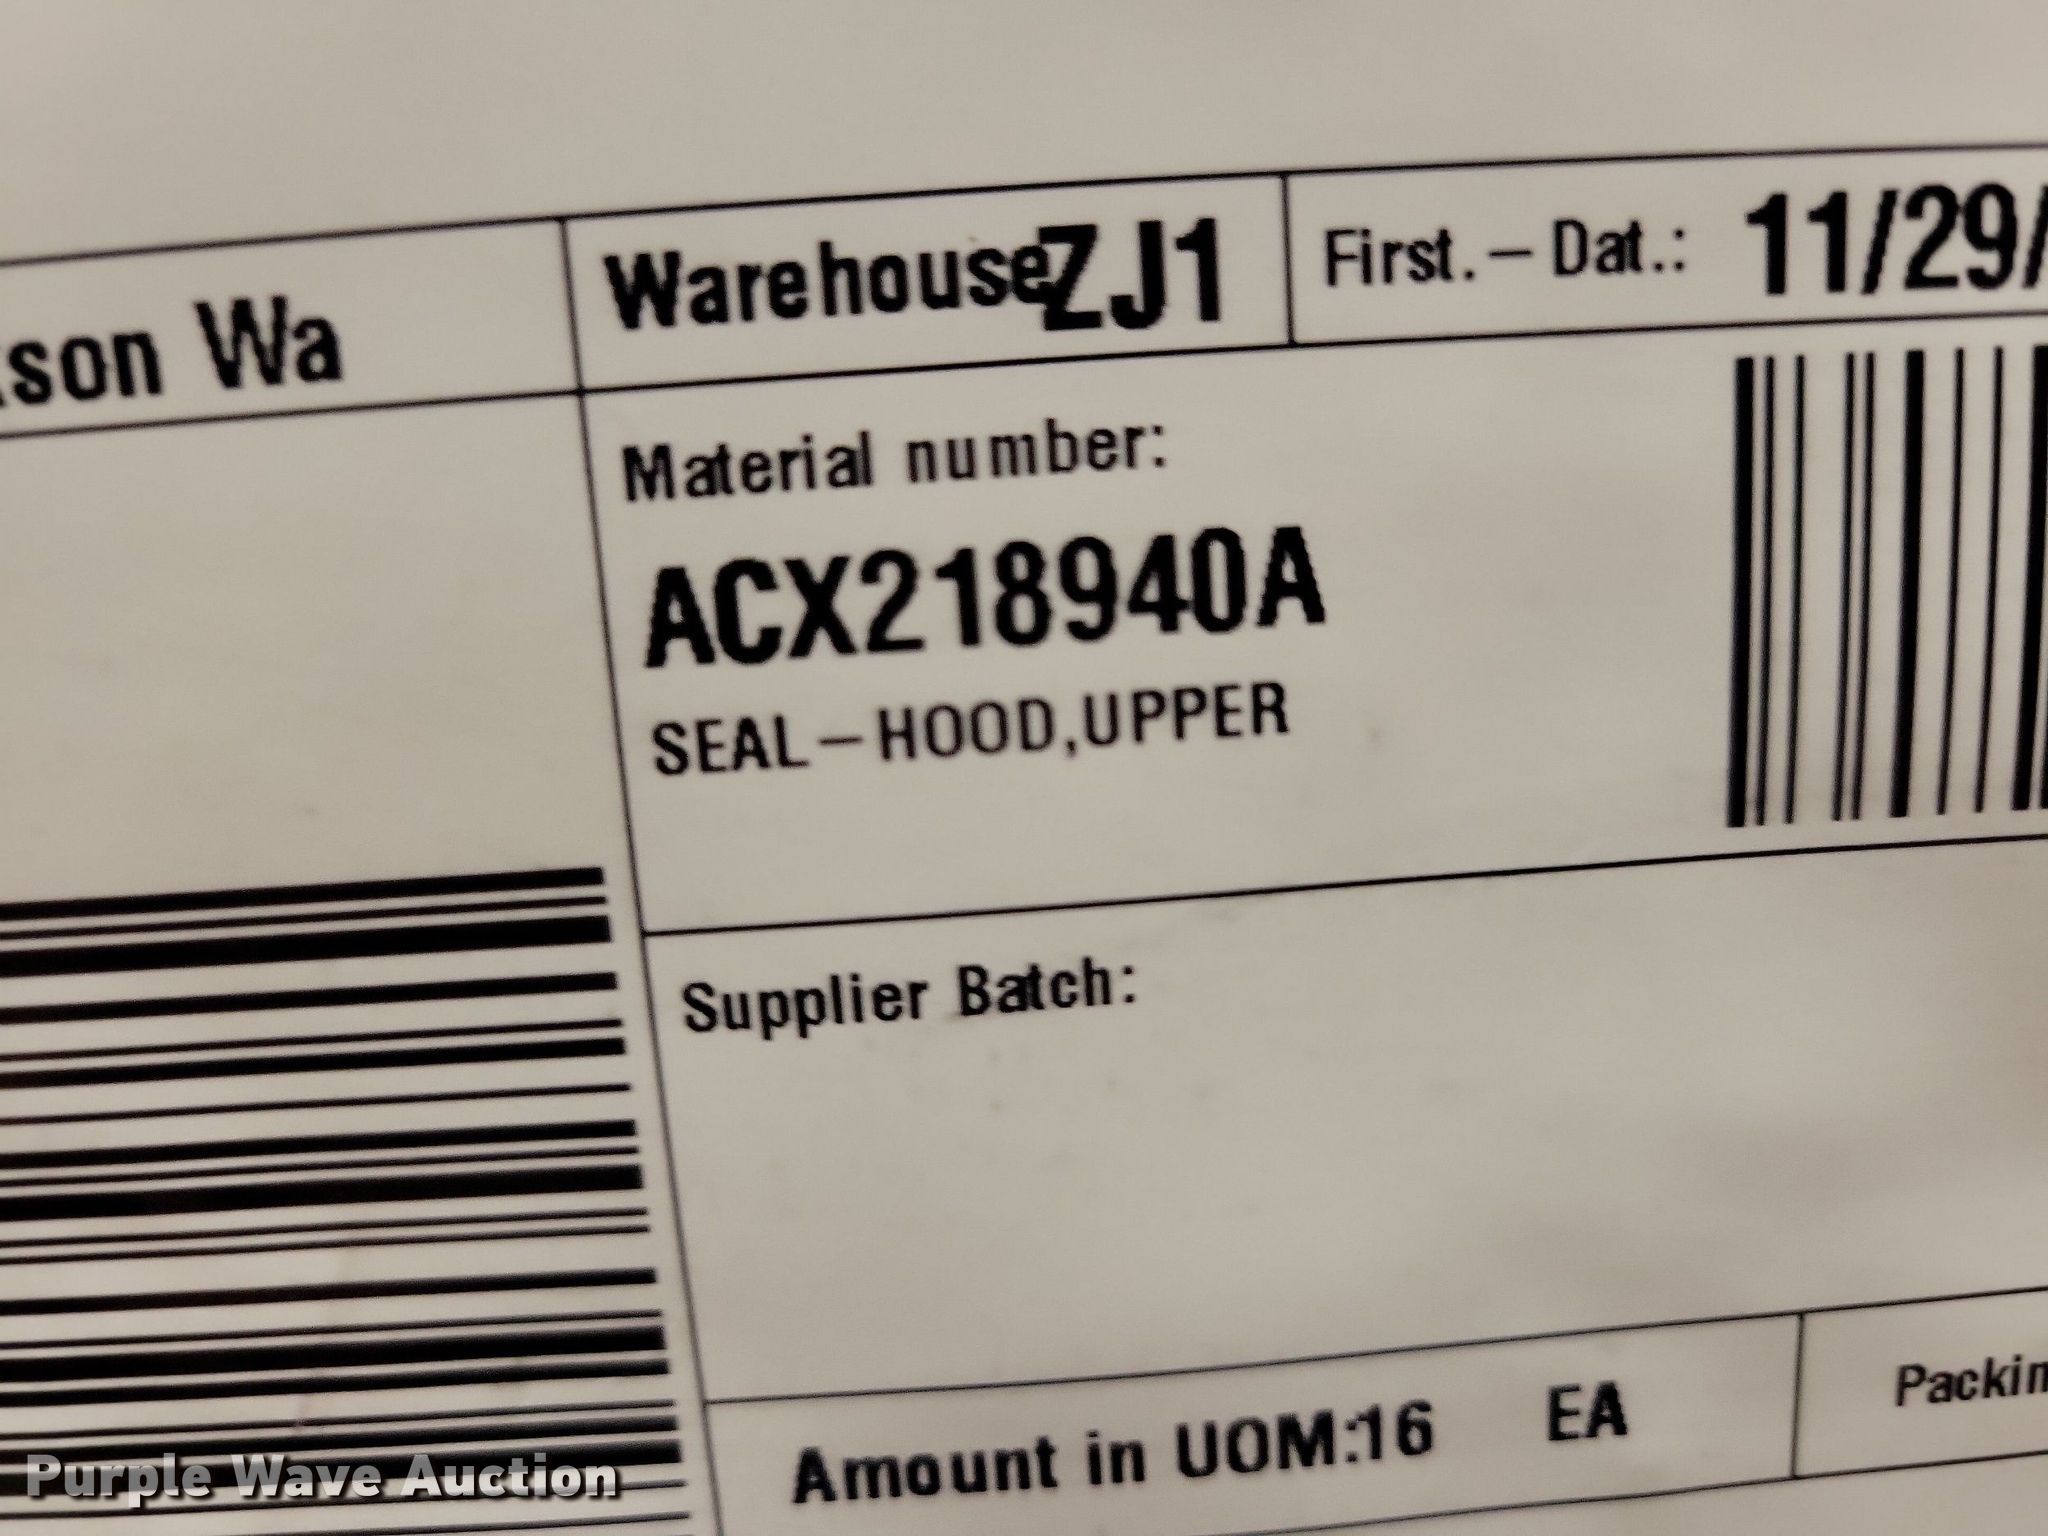 son Wa
Warehouse ZJ1
First.-Dat.: 11/29/
Material number:
ACX218940A
SEAL-HOOD,UPPER
Supplier Batch:
Amount in UOM:16 EA
Packin
Purple Wave Auction